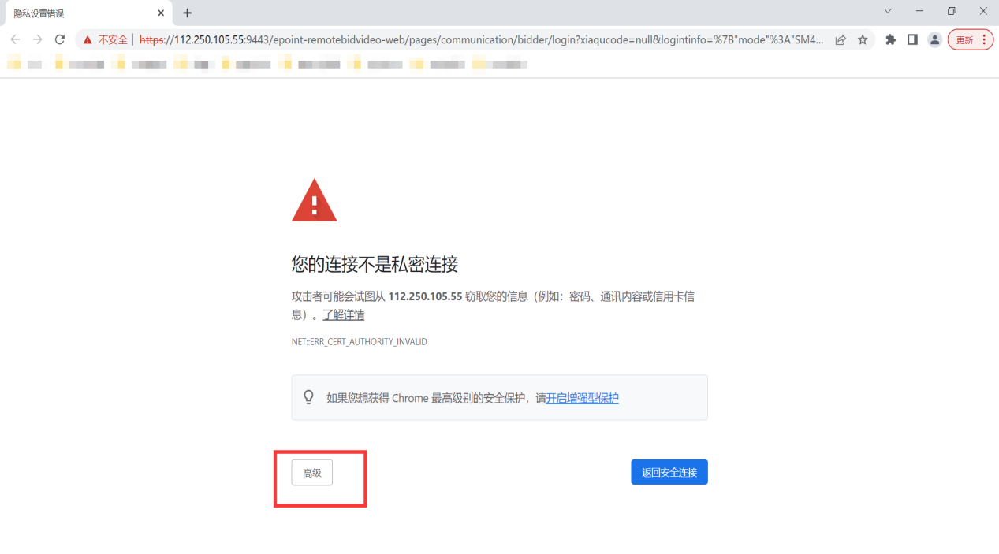 隐私设置错误
不安全 https://112.250.105.55:9443/epoint-remotebidvideo-web/pages/communication/bidder/login?xiaqucode=null&logintinfo=%7B"mode"%3A"SM4... 更新
您的连接不是私密连接
攻击者可能会试图从 112.250.105.55 窃取您的信息（例如：密码、通讯内容或信用卡信
息）。了解详情
NET::ERR_CERT_AUTHORITY_INVALID
如果您想获得 Chrome 最高级别的安全保护，请开启增强型保护
高级
返回安全连接